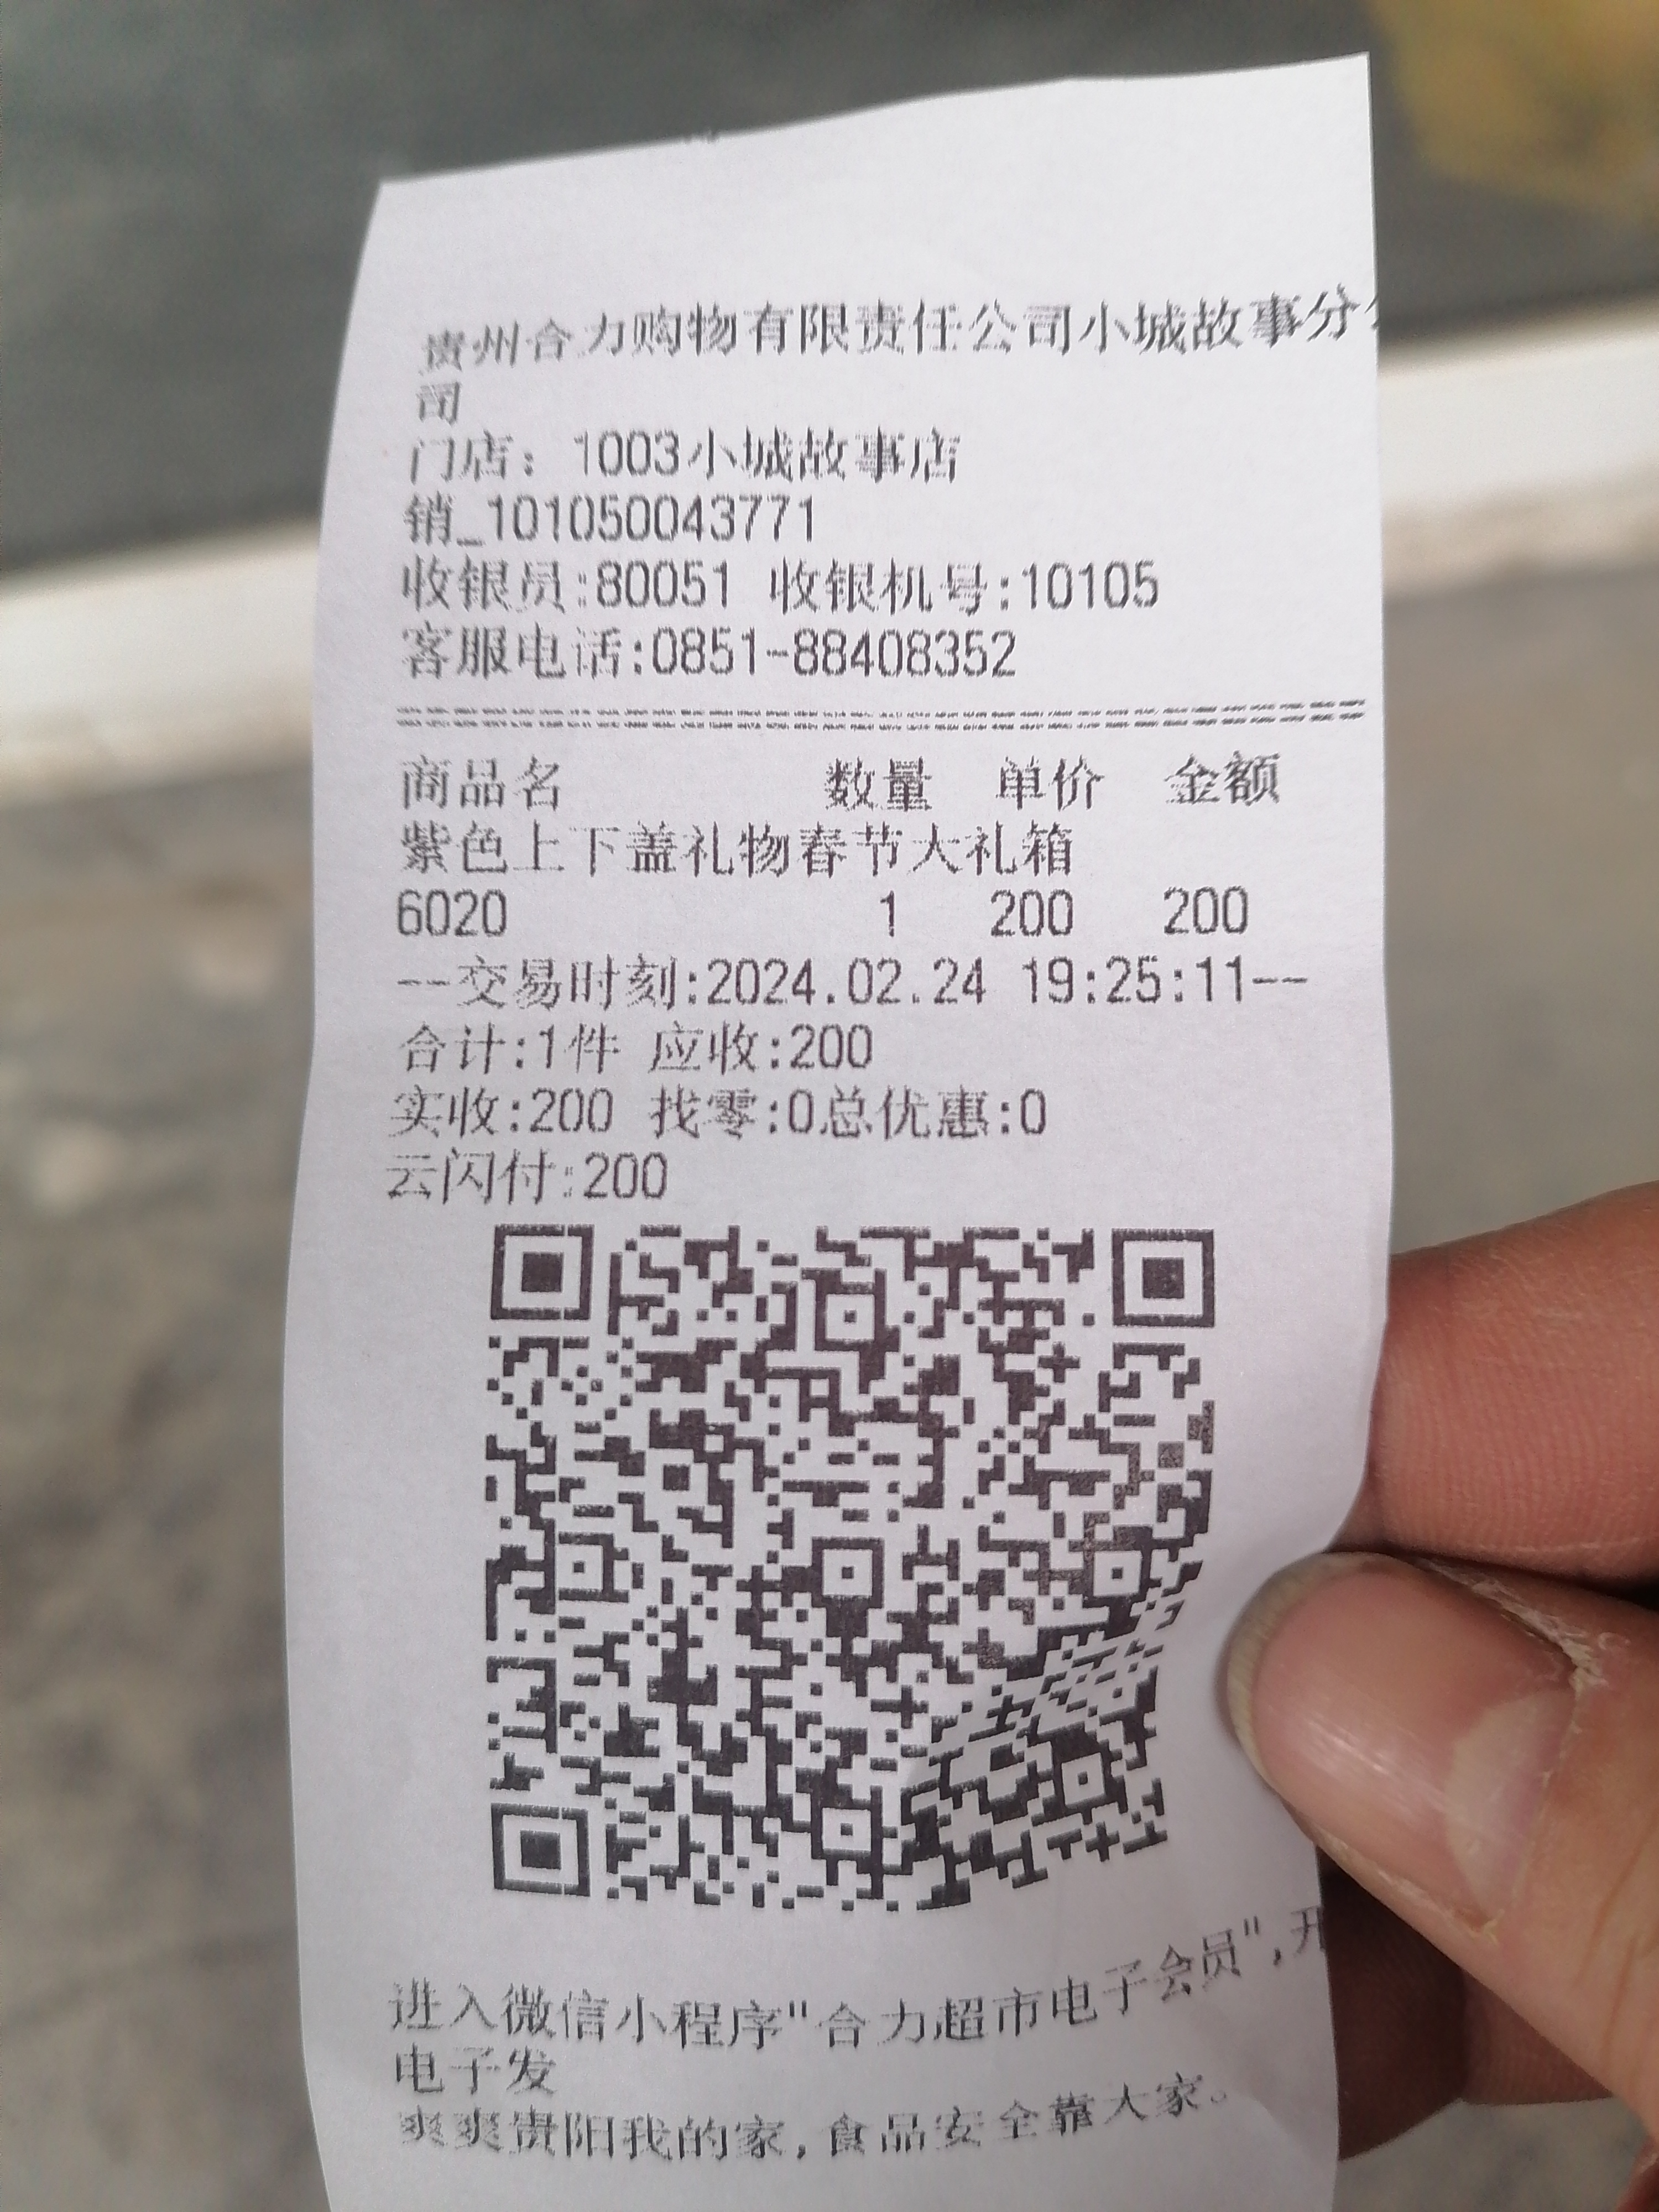 贵州合力购物有限责任公司小城故事分公
司
门店：1003小城故事店
销_101050043771
收银员:80051 收银机号:10105
客服电话:0851-88408352
商品名 数量 单价 金额
紫色上下盖礼物春节大礼箱
6020 1 200 200
--交易时刻:2024.02.24 19:25:11--
合计:1件 应收:200
实收:200 找零:0总优惠:0
云闪付:200
进入微信小程序"合力超市电子会员",开
电子发
爽爽贵阳我的家,食品安全靠大家。